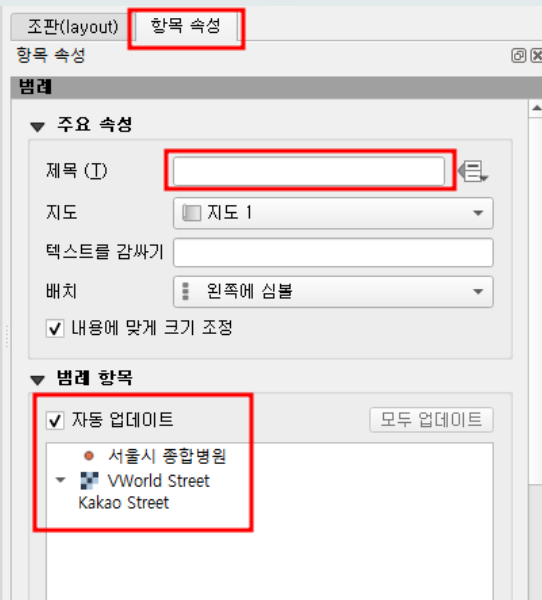 조판(layout) 항목 속성
항목 속성
범례
주요 속성
제목 (T)
지도 지도 1
텍스트를 감싸기
배치 왼쪽에 심볼
내용에 맞게 크기 조정
범례 항목
자동 업데이트 모두 업데이트
서울시 종합병원
VWorld Street
Kakao Street